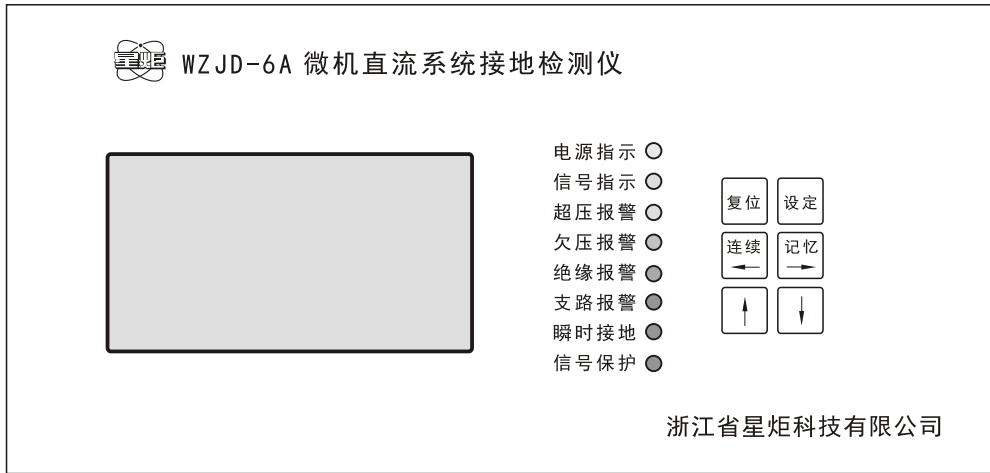 星炬 WZJD-6A 微机直流系统接地检测仪
电源指示
信号指示
超压报警
欠压报警
绝缘报警
支路报警
瞬时接地
信号保护
复位 设定
连续 记忆
← →
↑ ↓
浙江省星炬科技有限公司